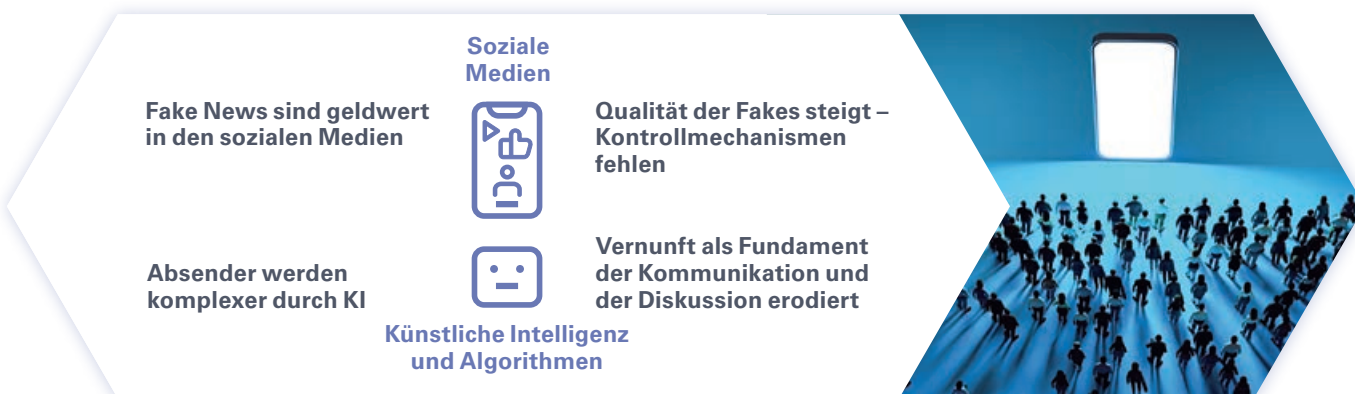 Soziale
Medien
Fake News sind geldwert
in den sozialen Medien
Qualität der Fakes steigt –
Kontrollmechanismen
fehlen
Absender werden
komplexer durch KI
Vernunft als Fundament
der Kommunikation und
der Diskussion erodiert
Künstliche Intelligenz
und Algorithmen